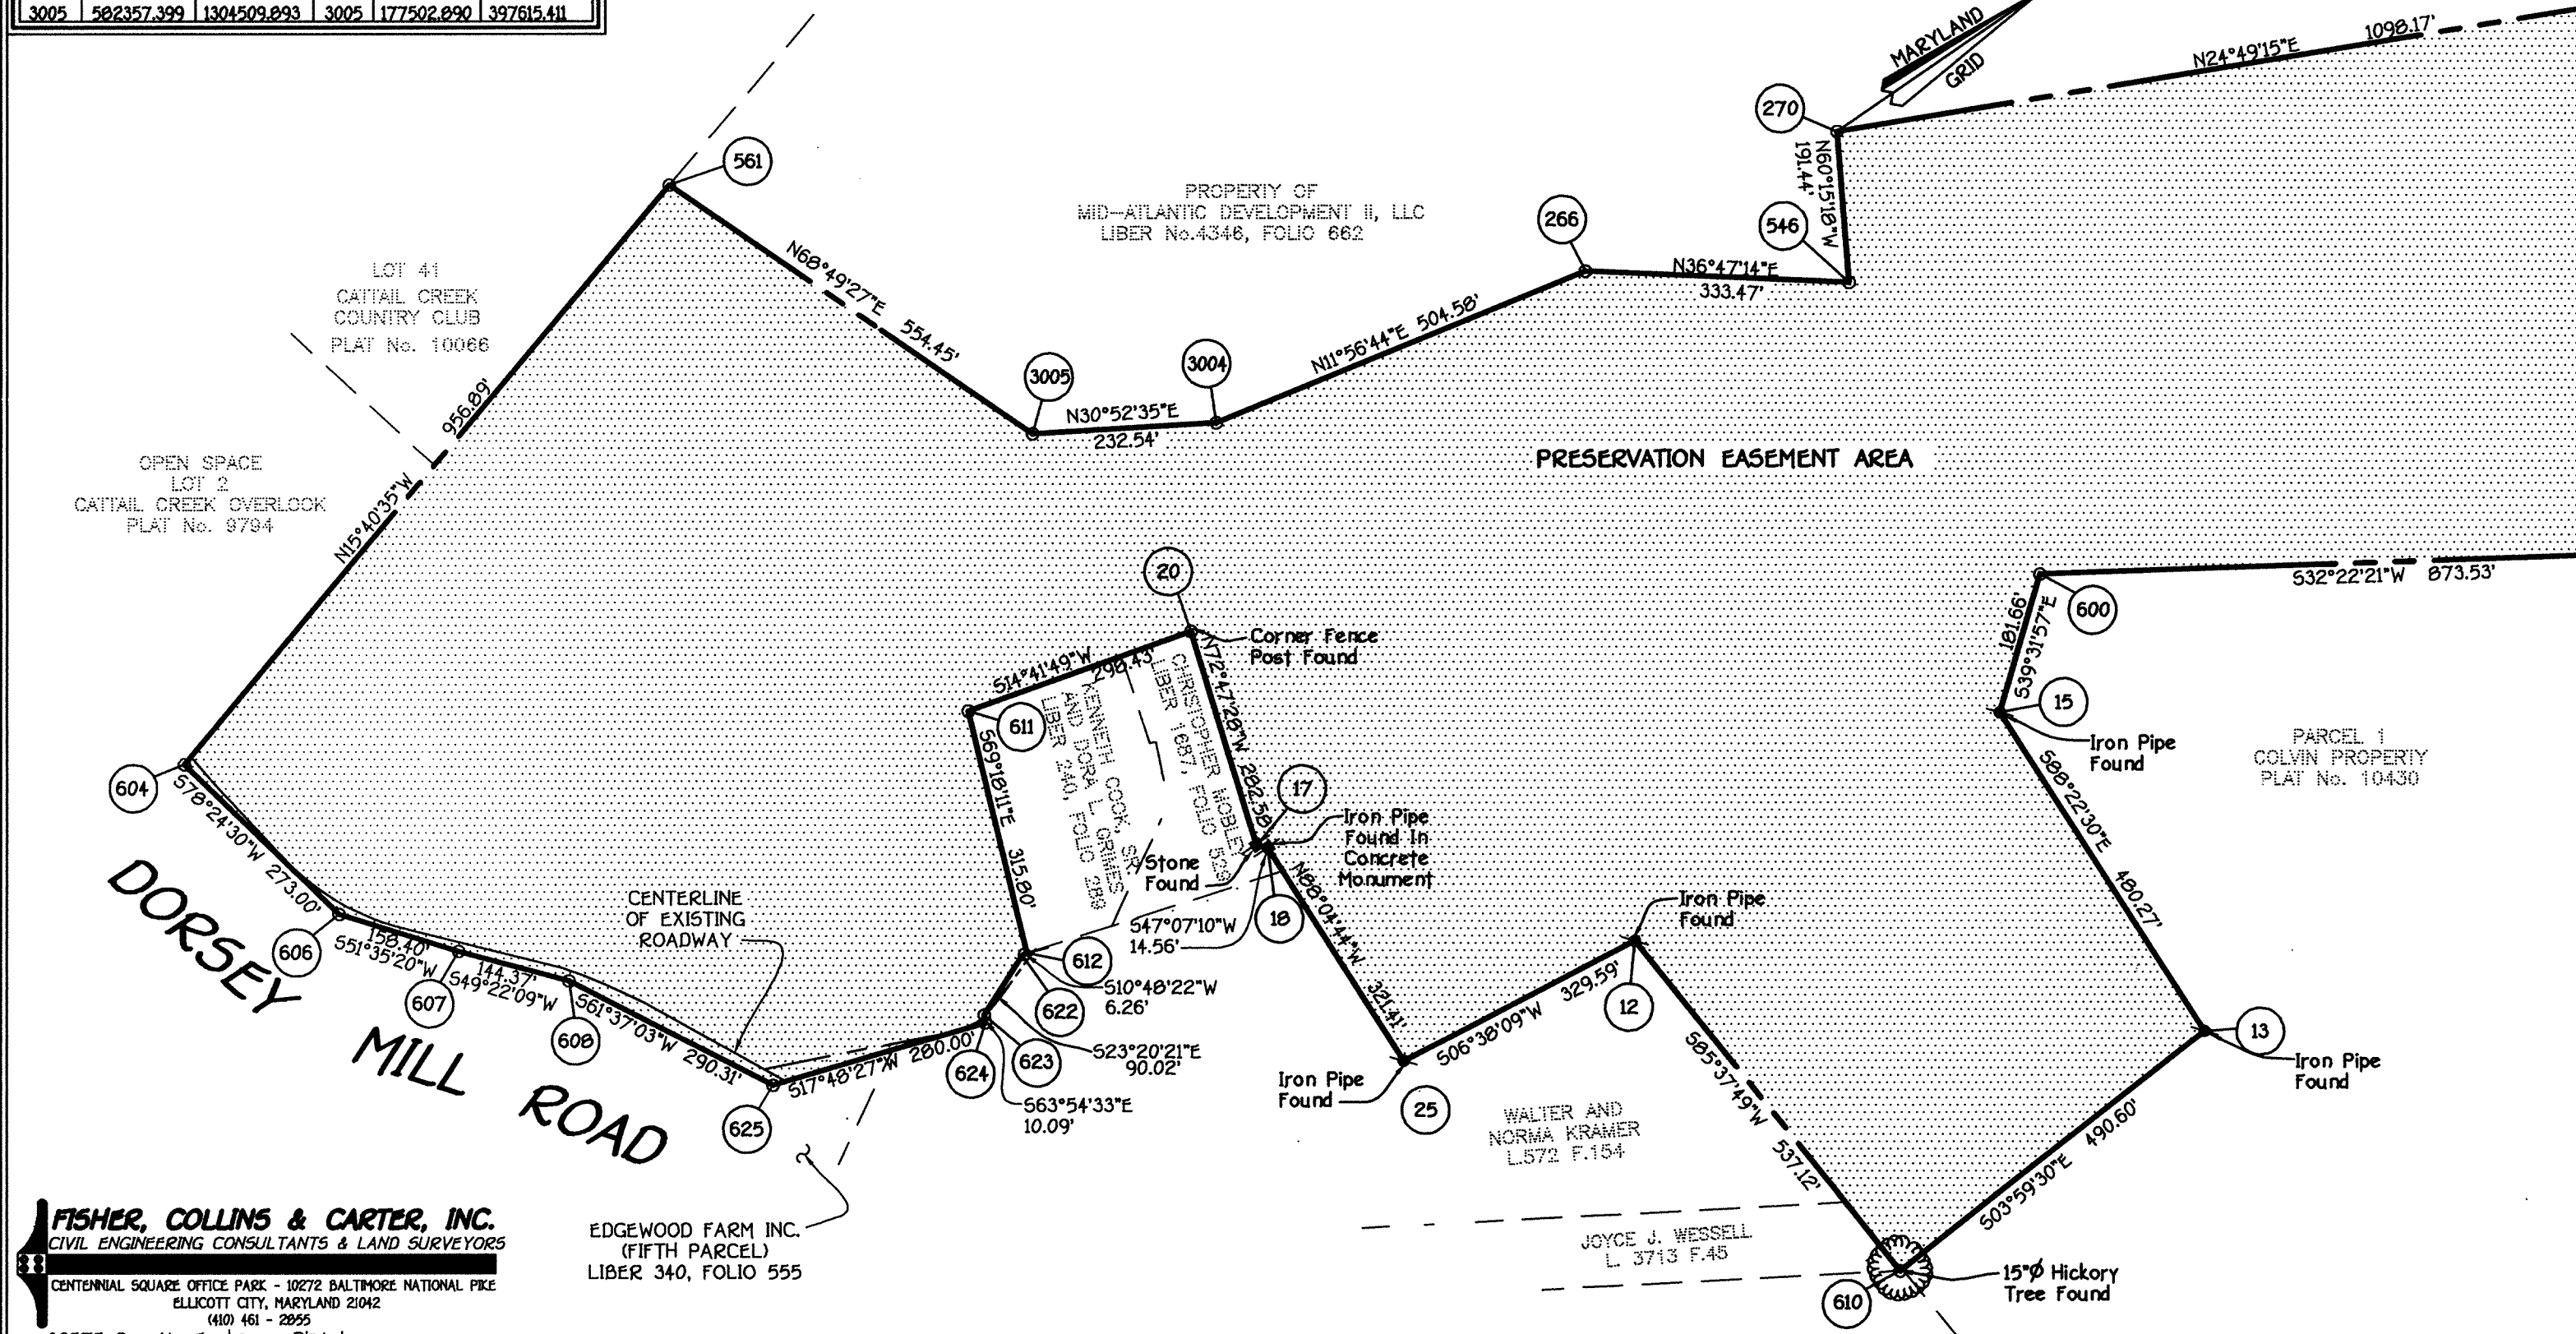 3005 582357.399 1304509.893 3005 177502.890 397615.411
MARYLAND
GRID
N24°49'15"E 1098.17'
270
561
N60°15'18"W
191.44'
PROPERTY OF
MID-ATLANTIC DEVELOPMENT II, LLC
LIBER No.4346, FOLIO 662
266
546
N36°47'14"E
333.47'
LOT 41
CATTAIL CREEK
COUNTRY CLUB
PLAT No. 10066
N68°49'27"E 554.45'
N11°56'44"E 504.58'
3005
3004
N30°52'35"E
232.54'
956.89'
N15°40'35"W
OPEN SPACE
LOT 2
CATTAIL CREEK OVERLOOK
PLAT No. 9794
PRESERVATION EASEMENT AREA
20
Corner Fence
Post Found
S32°22'21"W 873.53'
600
181.66'
S39°31'57"E
15
Iron Pipe
Found
PARCEL 1
COLVIN PROPERTY
PLAT No. 10430
S14°41'49"W 298.43'
N72°47'28"W 282.58'
CHRISTOPHER MOBLEY
LIBER 1687, FOLIO 529
KENNETH COOK, SR.
AND DORA L. GRIMES
LIBER 240, FOLIO 289
611
S69°18'11"E 315.80'
17
Iron Pipe
Found In
Concrete
Monument
Stone
Found
18
S47°07'10"W
14.56'
N88°04'44"W 321.41'
S88°22'30"E 480.27'
604
S78°24'30"W 273.00'
DORSEY MILL ROAD
CENTERLINE
OF EXISTING
ROADWAY
606
158.40'
S51°35'20"W
607
144.37'
S49°22'09"W
608
S61°37'03"W 290.31'
612
S10°48'22"W
6.26'
622
S23°20'21"E
90.02'
623
624
S63°54'33"E
10.09'
S17°48'27"W 280.00'
625
Iron Pipe
Found
12
S06°38'09"W 329.59'
Iron Pipe
Found
25
S85°37'49"W 537.12'
13
Iron Pipe
Found
S03°59'30"E 490.60'
WALTER AND
NORMA KRAMER
L.572 F.154
JOYCE J. WESSELL
L. 3713 F.45
15"Ø Hickory
Tree Found
610
EDGEWOOD FARM INC.
(FIFTH PARCEL)
LIBER 340, FOLIO 555
FISHER, COLLINS & CARTER, INC.
CIVIL ENGINEERING CONSULTANTS & LAND SURVEYORS
CENTENNIAL SQUARE OFFICE PARK - 10272 BALTIMORE NATIONAL PIKE
ELLICOTT CITY, MARYLAND 21042
(410) 461 - 2855